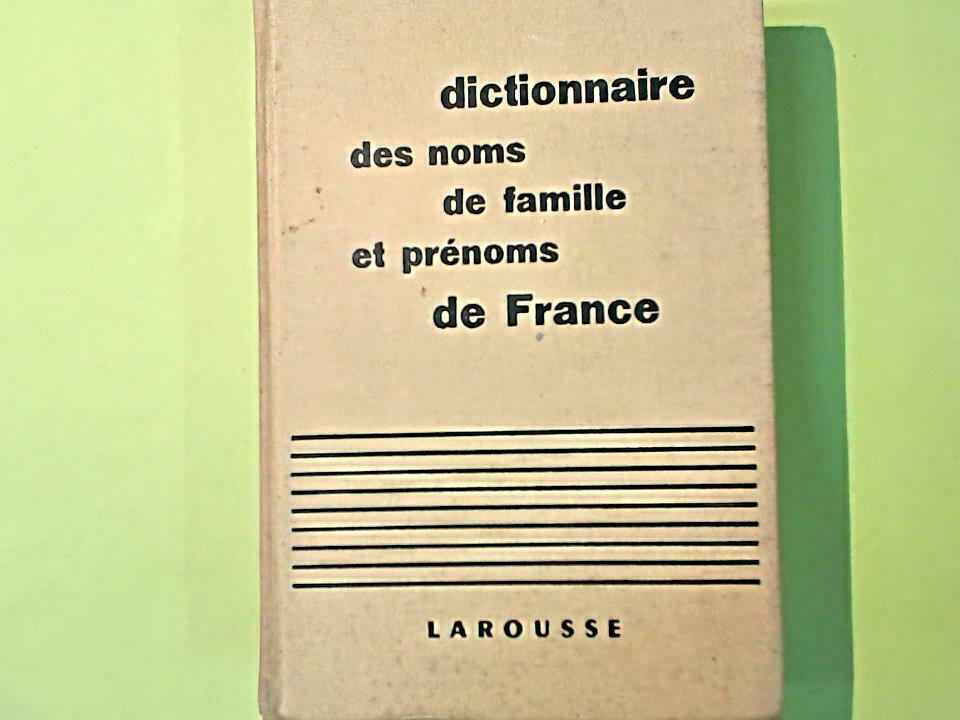 dictionnaire
des noms
de famille
et prénoms
de France
LAROUSSE